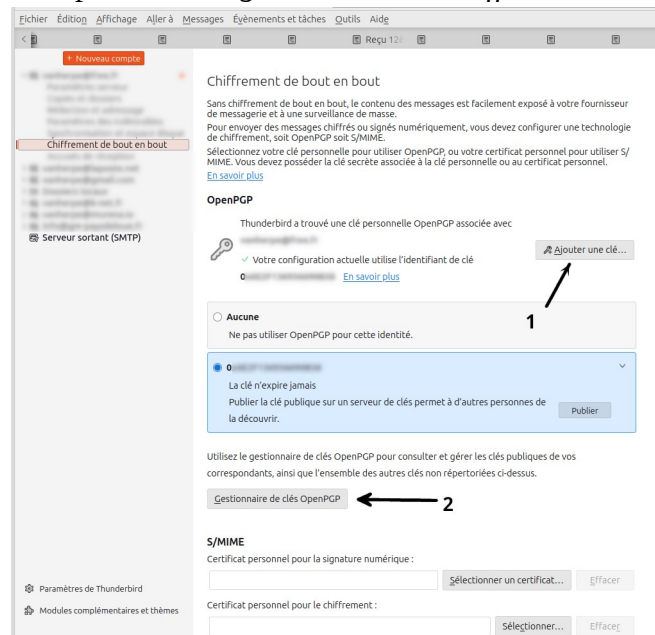 Fichier Édition Affichage Aller à Messages Évènements et tâches Outils Aide
Reçu 12
+ Nouveau compte
Chiffrement de bout en bout
Serveur sortant (SMTP)
Paramètres de Thunderbird
Modules complémentaires et thèmes
Chiffrement de bout en bout
Sans chiffrement de bout en bout, le contenu des messages est facilement exposé à votre fournisseur
de messagerie et à une surveillance de masse.
Pour envoyer des messages chiffrés ou signés numériquement, vous devez configurer une technologie
de chiffrement, soit OpenPGP soit S/MIME.
Sélectionnez votre clé personnelle pour utiliser OpenPGP, ou votre certificat personnel pour utiliser S/
MIME. Vous devez posséder la clé secrète associée à la clé personnelle ou au certificat personnel.
En savoir plus
OpenPGP
Thunderbird a trouvé une clé personnelle OpenPGP associée avec
✓ Votre configuration actuelle utilise l'identifiant de clé
0 En savoir plus
Ajouter une clé…
1
Aucune
Ne pas utiliser OpenPGP pour cette identité.
0
La clé n'expire jamais
Publier la clé publique sur un serveur de clés permet à d'autres personnes de
la découvrir.
Publier
Utilisez le gestionnaire de clés OpenPGP pour consulter et gérer les clés publiques de vos
correspondants, ainsi que l'ensemble des autres clés non répertoriées ci-dessus.
Gestionnaire de clés OpenPGP
2
S/MIME
Certificat personnel pour la signature numérique :
Sélectionner un certificat… Effacer
Certificat personnel pour le chiffrement :
Sélectionner… Effacer